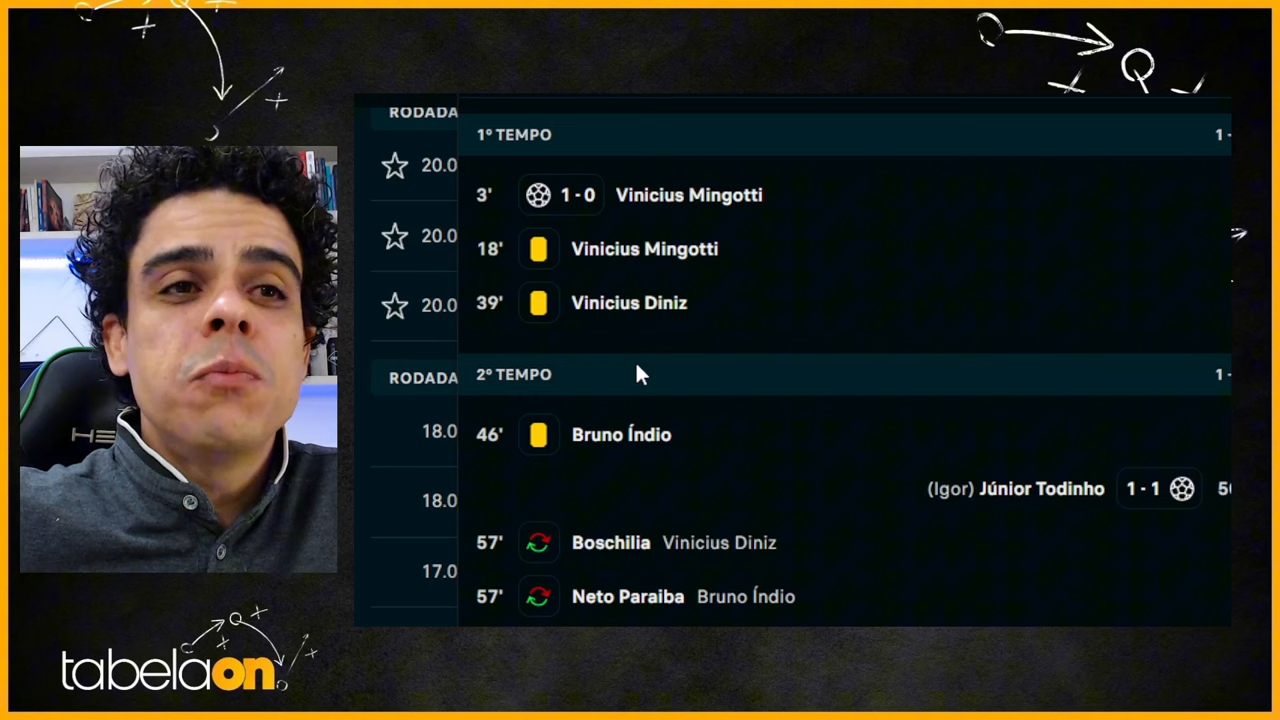 RODADA
20.0
20.0
20.0
RODADA
18.0
18.0
17.0
1º TEMPO 1 -
3' 1 - 0 Vinicius Mingotti
18' Vinicius Mingotti
39' Vinicius Diniz
2º TEMPO 1 -
46' Bruno Índio
(Igor) Júnior Todinho 1 - 1
57' Boschilia Vinicius Diniz
57' Neto Paraiba Bruno Índio
tabelaon